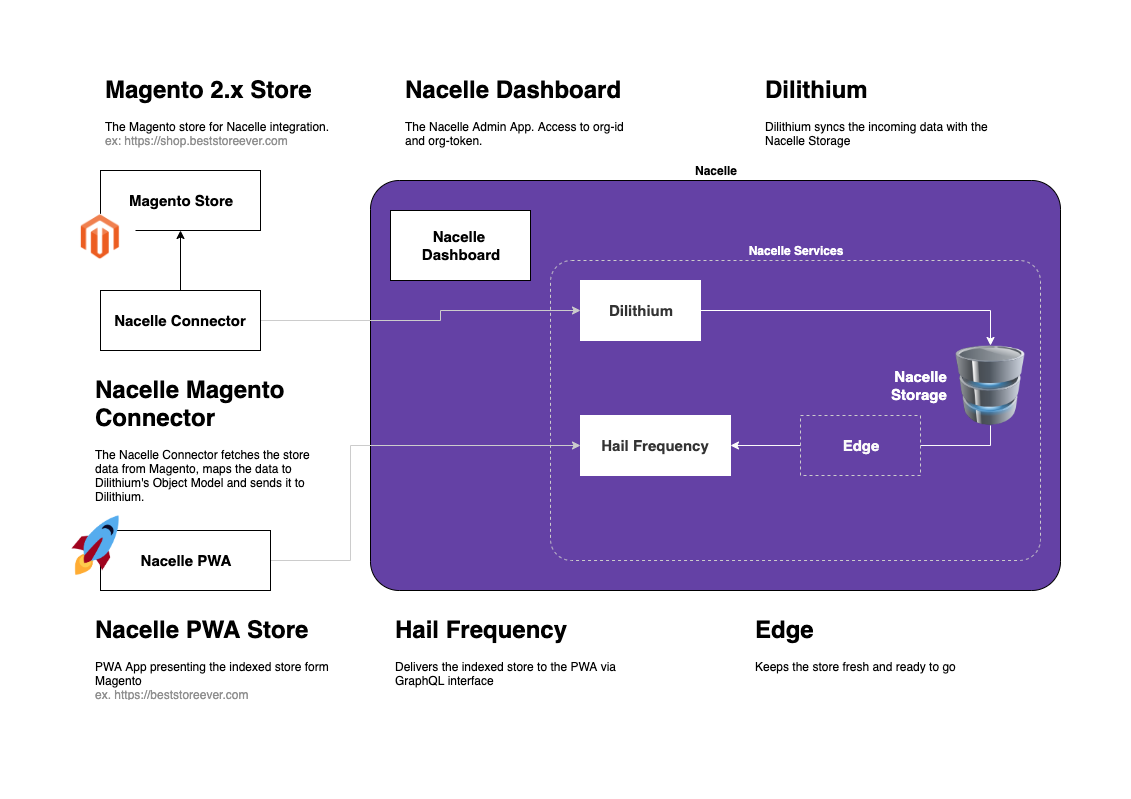 Magento 2.x Store
The Magento store for Nacelle integration.
ex: https://shop.beststoreever.com
Nacelle Dashboard
The Nacelle Admin App. Access to org-id
and org-token.
Dilithium
Dilithium syncs the incoming data with the
Nacelle Storage
Nacelle
Magento Store
Nacelle
Dashboard
Nacelle Services
Nacelle Connector
Dilithium
Nacelle
Storage
Nacelle Magento
Connector
The Nacelle Connector fetches the store
data from Magento, maps the data to
Dilithium's Object Model and sends it to
Dilithium.
Hail Frequency
Edge
Nacelle PWA
Nacelle PWA Store
PWA App presenting the indexed store form
Magento
ex. https://beststoreever.com
Hail Frequency
Delivers the indexed store to the PWA via
GraphQL interface
Edge
Keeps the store fresh and ready to go